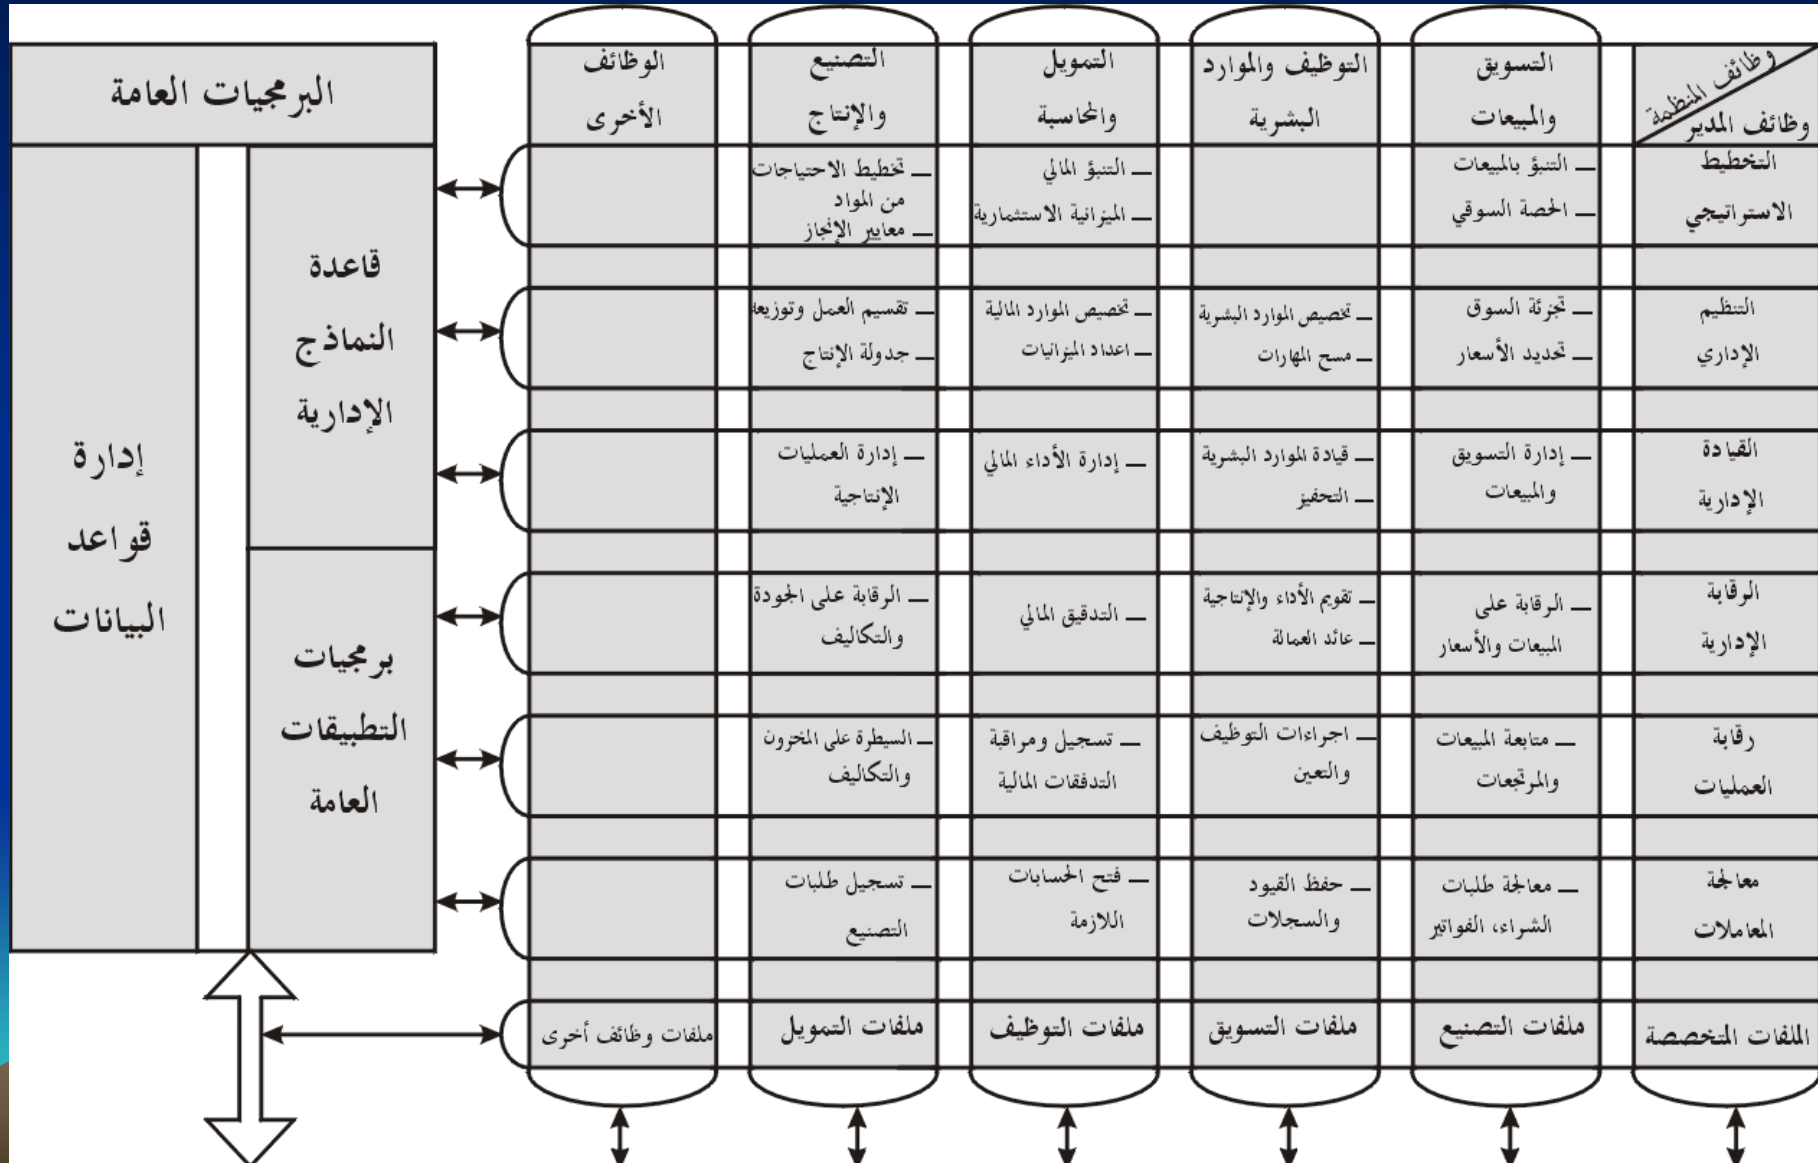 وظائف المنظمة
وظائف المدير
التسويق
والمبيعات
التوظيف والموارد
البشرية
التمويل
والمحاسبة
التصنيع
والإنتاج
الوظائف
الأخرى
البرمجيات العامة
التخطيط
الاستراتيجي
– التنبؤ بالمبيعات
– الحصة السوقي
– التنبؤ المالي
– الميزانية الاستثمارية
– تخطيط الاحتياجات
من المواد
– معايير الإنجاز
التنظيم
الإداري
– تجزئة السوق
– تحديد الأسعار
– تخصيص الموارد البشرية
– مسح المهارات
– تخصيص الموارد المالية
– اعداد الميزانيات
– تقسيم العمل وتوزيعه
– جدولة الإنتاج
القيادة
الإدارية
– إدارة التسويق
والمبيعات
– قيادة الموارد البشرية
– التحفيز
– إدارة الأداء المالي
– إدارة العمليات
الإنتاجية
الرقابة
الإدارية
– الرقابة على
المبيعات والأسعار
– تقويم الأداء والإنتاجية
– عائد العمالة
– التدقيق المالي
– الرقابة على الجودة
والتكاليف
رقابة
العمليات
– متابعة المبيعات
والمرتجعات
– اجراءات التوظيف
والتعين
– تسجيل ومراقبة
التدفقات المالية
– السيطرة على المخزون
والتكاليف
معالجة
المعاملات
– معالجة طلبات
الشراء، الفواتير
– حفظ القيود
والسجلات
– فتح الحسابات
اللازمة
– تسجيل طلبات
التصنيع
الملفات المتخصصة
ملفات التصنيع
ملفات التسويق
ملفات التوظيف
ملفات التمويل
ملفات وظائف أخرى
قاعدة
النماذج
الإدارية
برمجيات
التطبيقات
العامة
إدارة
قواعد
البيانات